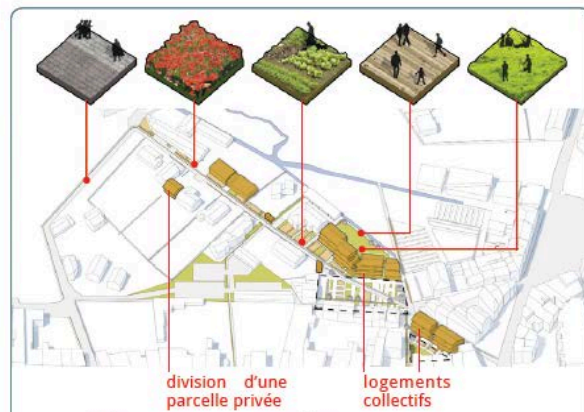 division d'une
parcelle privée
logements
collectifs